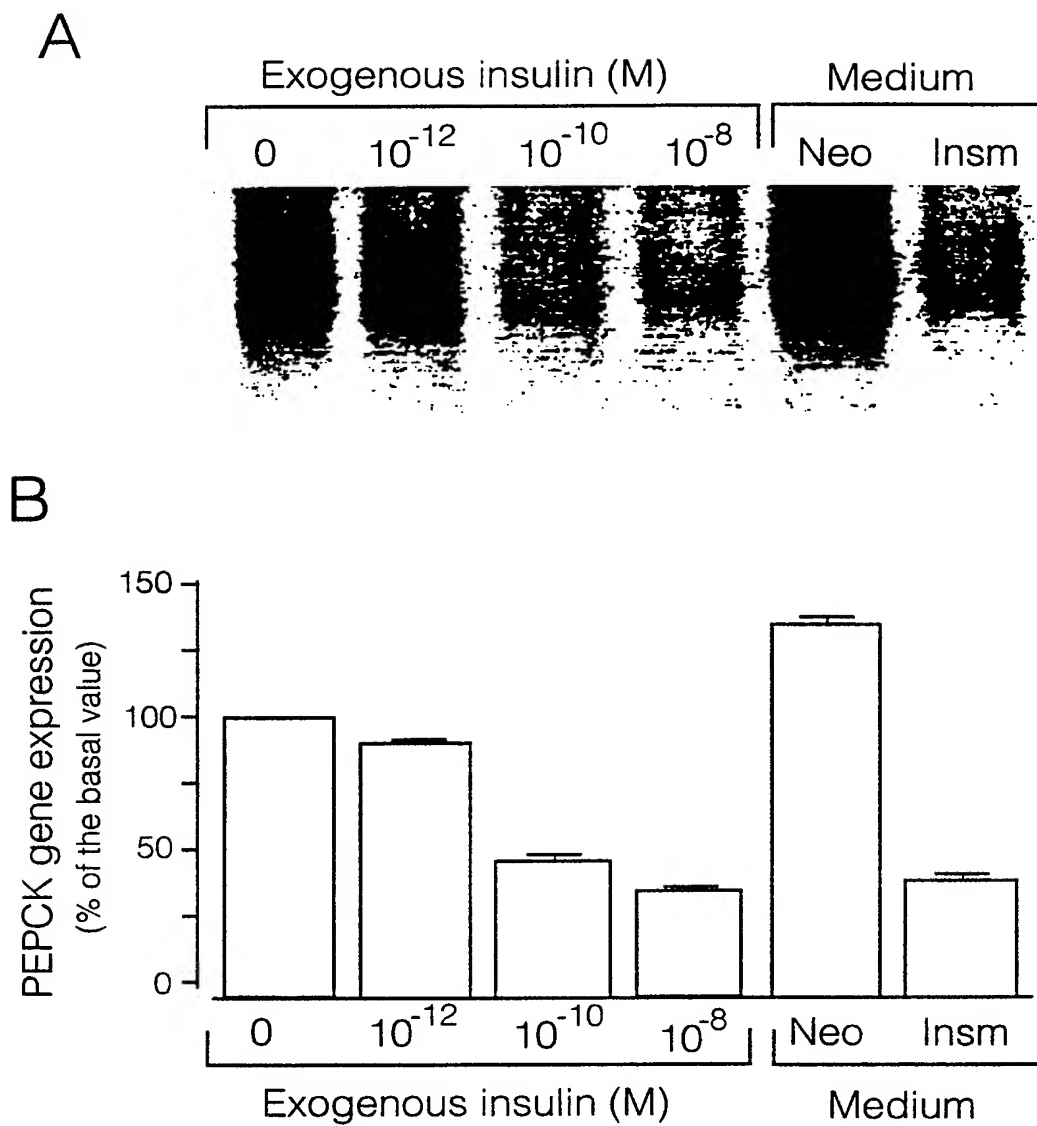 A
Exogenous insulin (M) Medium
0 10⁻¹² 10⁻¹⁰ 10⁻⁸ Neo Insm
B
PEPCK gene expression
(% of the basal value)
150
100
50
0
0 10⁻¹² 10⁻¹⁰ 10⁻⁸ Neo Insm
Exogenous insulin (M) Medium